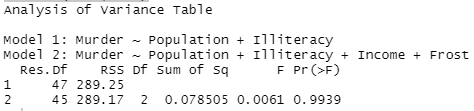 Analysis of Variance Table
Model 1: Murder ~ Population + Illiteracy
Model 2: Murder ~ Population + Illiteracy + Income + Frost
Res.Df RSS Df Sum of Sq F Pr(>F)
1 47 289.25
2 45 289.17 2 0.078505 0.0061 0.9939